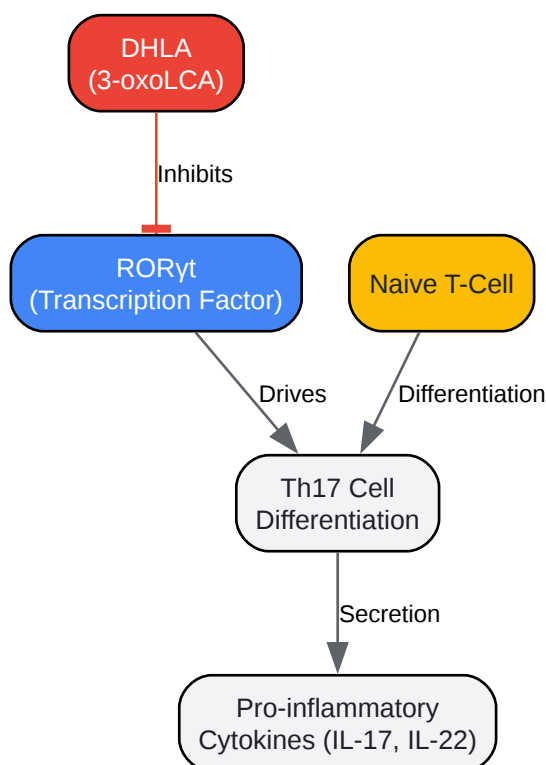 DHLA
(3-oxoLCA)
Inhibits
RORγt
(Transcription Factor)
Naive T-Cell
Drives
Differentiation
Th17 Cell
Differentiation
Secretion
Pro-inflammatory
Cytokines (IL-17, IL-22)